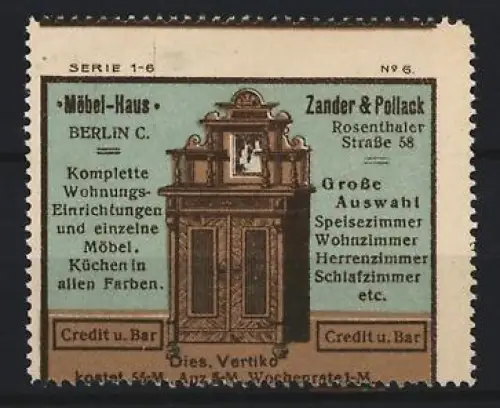 SERIE 1-6
No 6.
• Möbel-Haus •
BERLIN C.
Komplette
Wohnungs-
Einrichtungen
und einzelne
Möbel.
Küchen in
allen Farben.
Credit u. Bar
Zander & Pollack
Rosenthaler
Straße 58
Große
Auswahl
Speisezimmer
Wohnzimmer
Herrenzimmer
Schlafzimmer
etc.
Credit u. Bar
Dies. Vertiko
kostet M. Anz. M. Wochenrate 1 M.